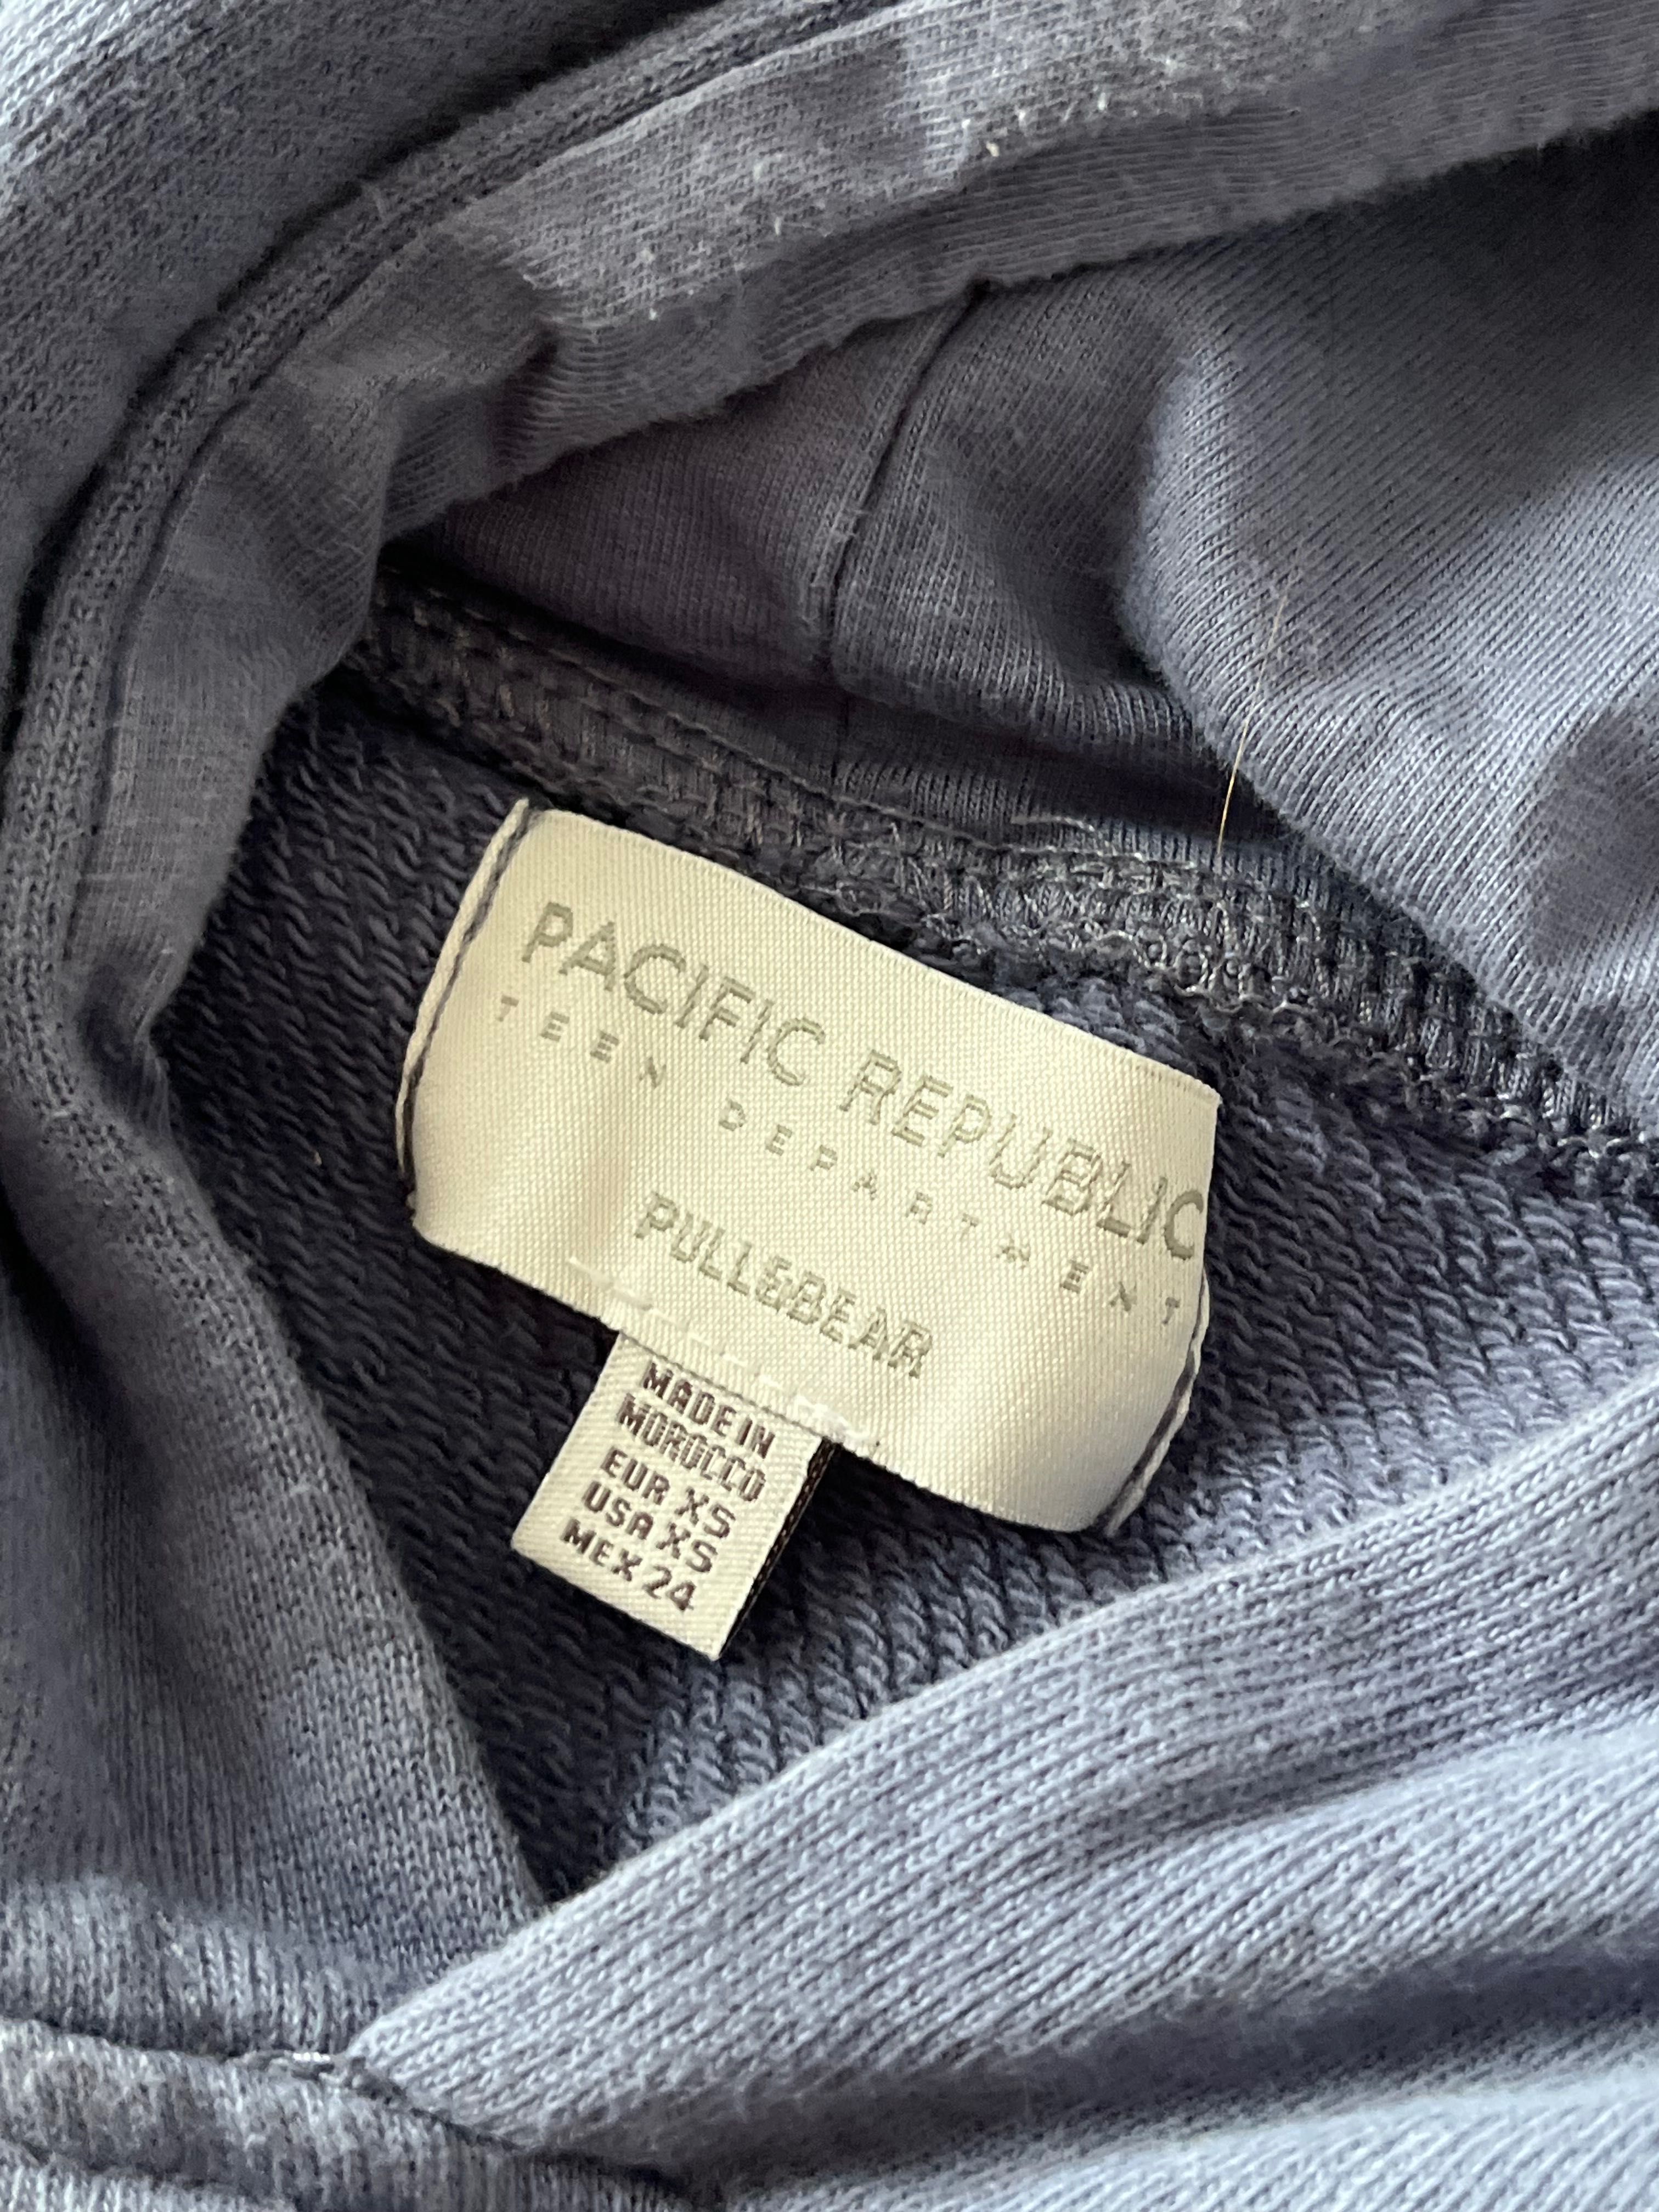 PACIFIC REPUBLIC
TEEN DEPARTMENT
PULL&BEAR
MADE IN
MOROCCO
EUR XS
USA XS
MEX 24